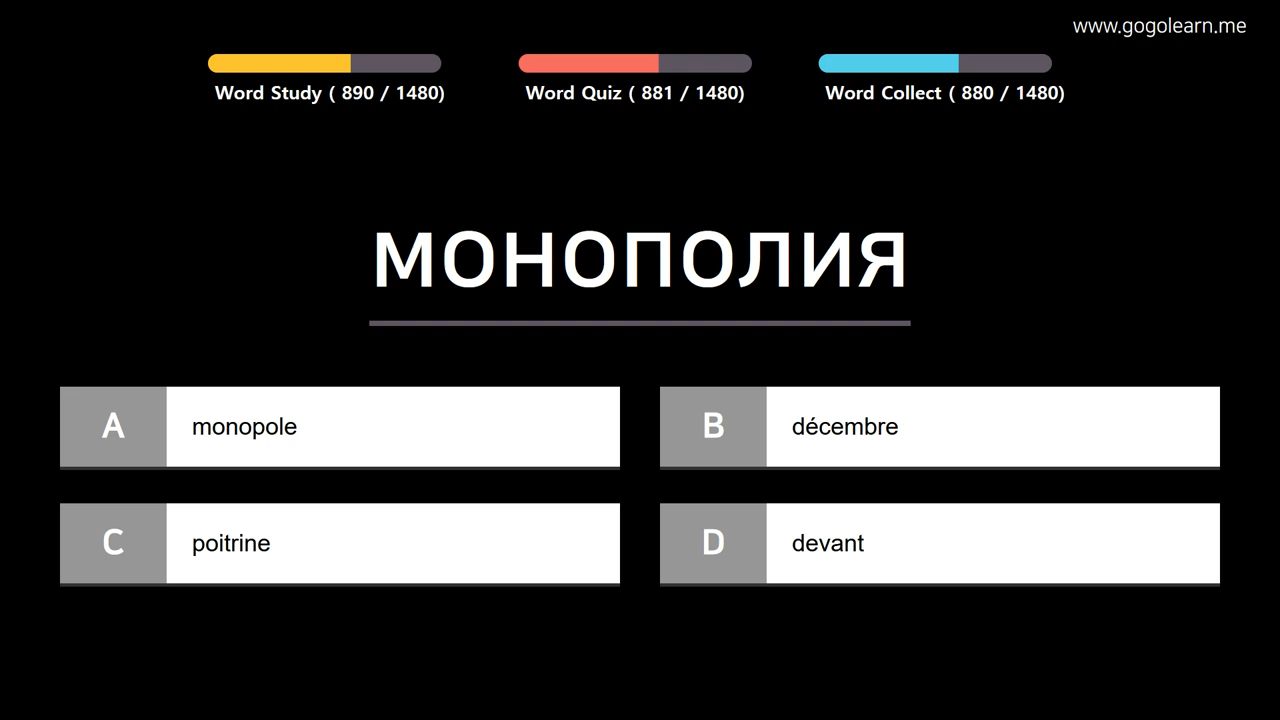 www.gogolearn.me
Word Study ( 890 / 1480)
Word Quiz ( 881 / 1480)
Word Collect ( 880 / 1480)
МОНОПОЛИЯ
A monopole
B décembre
C poitrine
D devant